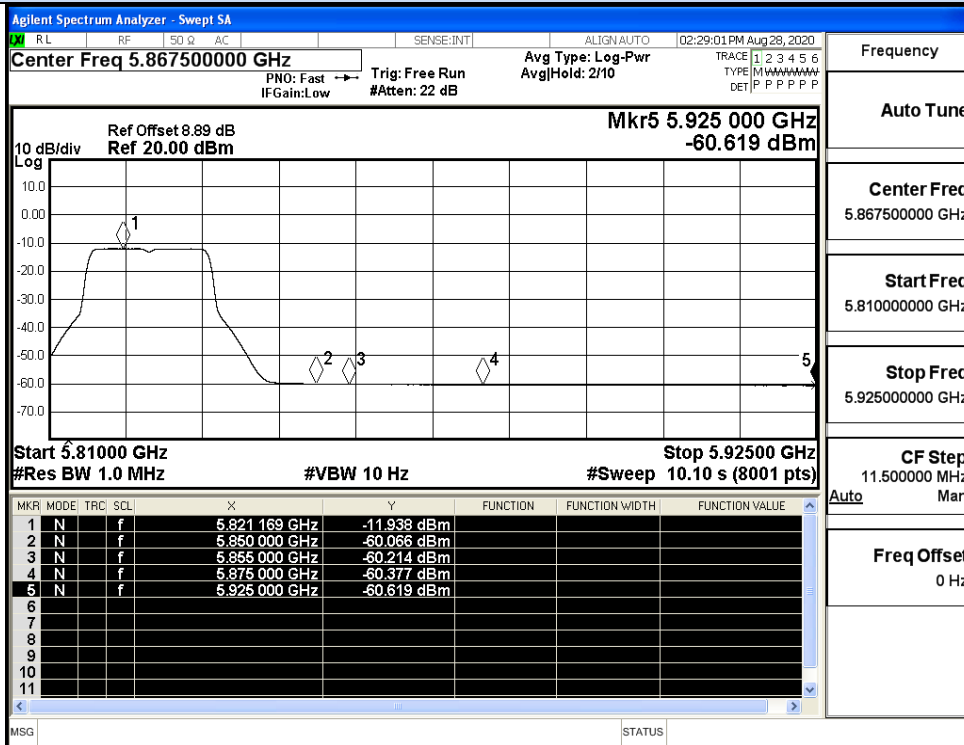 Agilent Spectrum Analyzer - Swept SA
LXI RL RF 50 Ω AC SENSE:INT ALIGN AUTO 02:29:01 PM Aug 28, 2020
Center Freq 5.867500000 GHz
PNO: Fast
IFGain:Low
Trig: Free Run
#Atten: 22 dB
Avg Type: Log-Pwr
Avg|Hold: 2/10
TRACE 1 2 3 4 5 6
TYPE M WWWWW
DET P P P P P P
Mkr5 5.925 000 GHz
-60.619 dBm
Ref Offset 8.89 dB
10 dB/div Ref 20.00 dBm
Log
10.0
0.00
-10.0
-20.0
-30.0
-40.0
-50.0
-60.0
-70.0
1
2
3
4
5
Start 5.81000 GHz Stop 5.92500 GHz
#Res BW 1.0 MHz #VBW 10 Hz #Sweep 10.10 s (8001 pts)
MKR MODE TRC SCL X Y FUNCTION FUNCTION WIDTH FUNCTION VALUE
1 N f 5.821 169 GHz -11.938 dBm
2 N f 5.850 000 GHz -60.066 dBm
3 N f 5.855 000 GHz -60.214 dBm
4 N f 5.875 000 GHz -60.377 dBm
5 N f 5.925 000 GHz -60.619 dBm
6
7
8
9
10
11
MSG STATUS
Frequency
Auto Tune
Center Freq
5.867500000 GHz
Start Freq
5.810000000 GHz
Stop Freq
5.925000000 GHz
CF Step
11.500000 MHz
Auto Man
Freq Offset
0 Hz